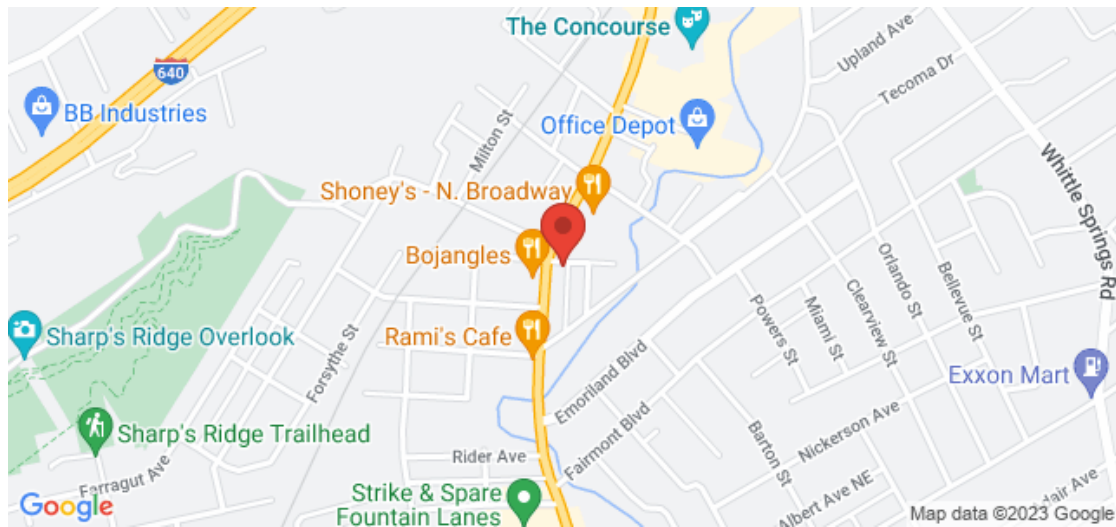 The Concourse
Upland Ave
Tecoma Dr
640
BB Industries
Milton St
Office Depot
Whittle Springs Rd
Shoney's - N. Broadway
Bojangles
Orlando St
Bellevue St
Clearview St
Miami St
Powers St
Sharp's Ridge Overlook
Forsythe St
Rami's Cafe
Emoriland Blvd
Exxon Mart
Fairmont Blvd
Sharp's Ridge Trailhead
Nickerson Ave
Barton St
Rider Ave
Farragut Ave
Strike & Spare
Fountain Lanes
Albert Ave NE
Google
Map data ©2023 Google